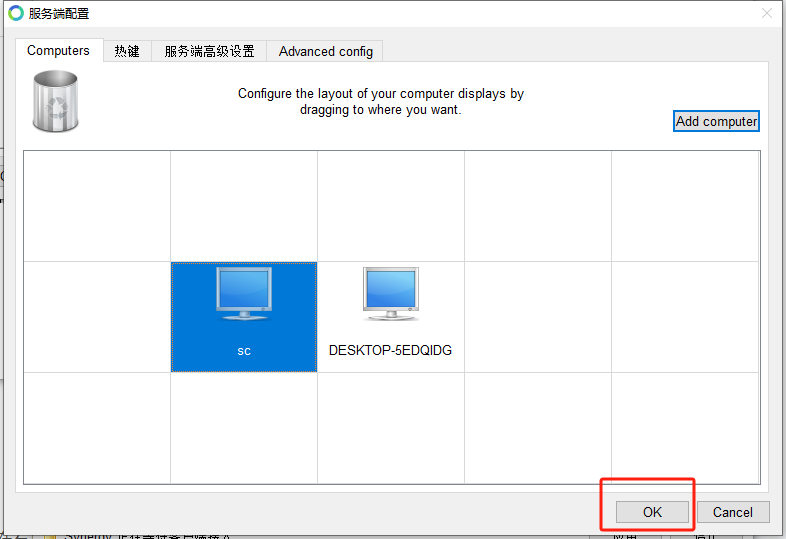 服务端配置
Computers 热键 服务端高级设置 Advanced config
Configure the layout of your computer displays by
dragging to where you want.
Add computer
sc DESKTOP-5EDQIDG
OK Cancel